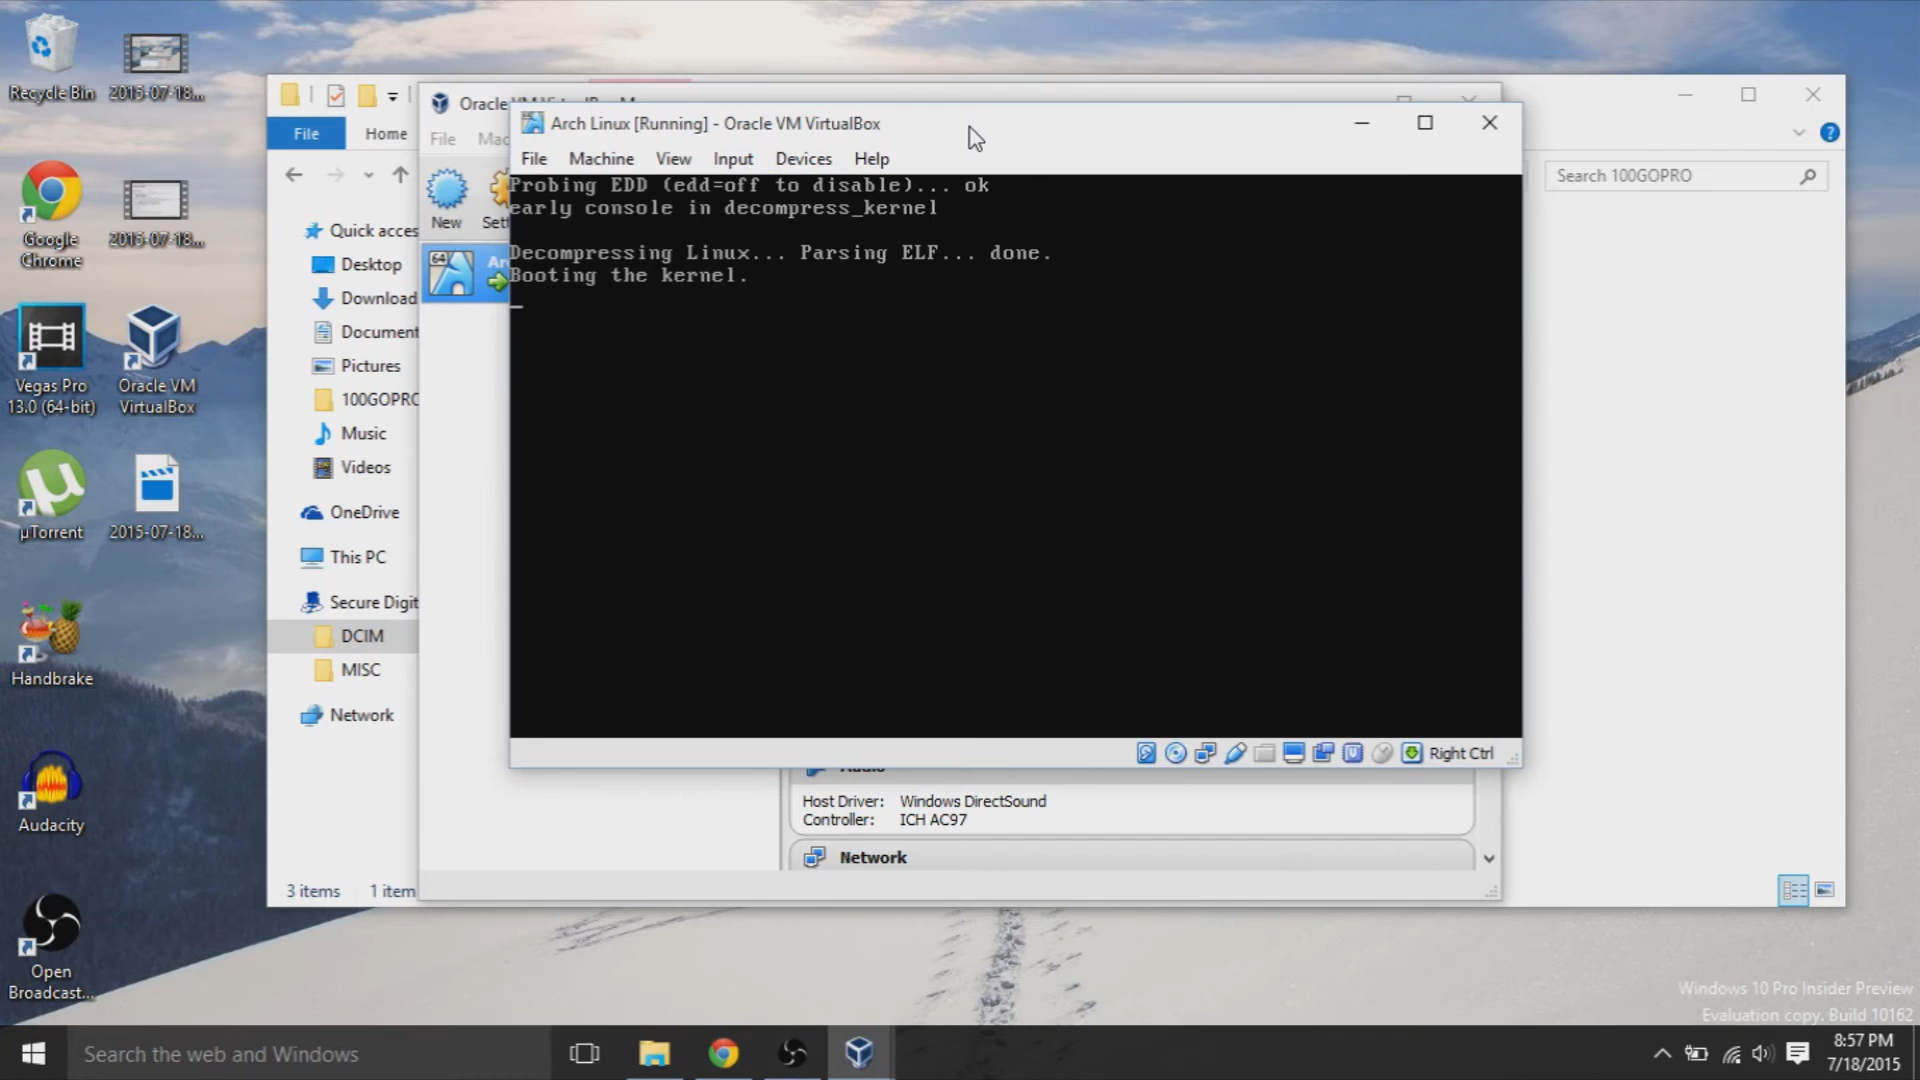 Recycle Bin
2015-07-18...
Google
Chrome
2015-07-18...
Vegas Pro
13.0 (64-bit)
Oracle VM
VirtualBox
µTorrent
2015-07-18...
Handbrake
Audacity
Open
Broadcast...
File
Home
Quick acces
Desktop
Download
Document
Pictures
100GOPRO
Music
Videos
OneDrive
This PC
Secure Digit
DCIM
MISC
Network
3 items
1 item
Search 100GOPRO
Oracle
File
New
64
Arch Linux [Running] - Oracle VM VirtualBox
File Machine View Input Devices Help
Probing EDD (edd=off to disable)... ok
early console in decompress_kernel
Decompressing Linux... Parsing ELF... done.
Booting the kernel.
Right Ctrl
Host Driver: Windows DirectSound
Controller: ICH AC97
Network
Windows 10 Pro Insider Preview
Evaluation copy. Build 10162
Search the web and Windows
8:57 PM
7/18/2015